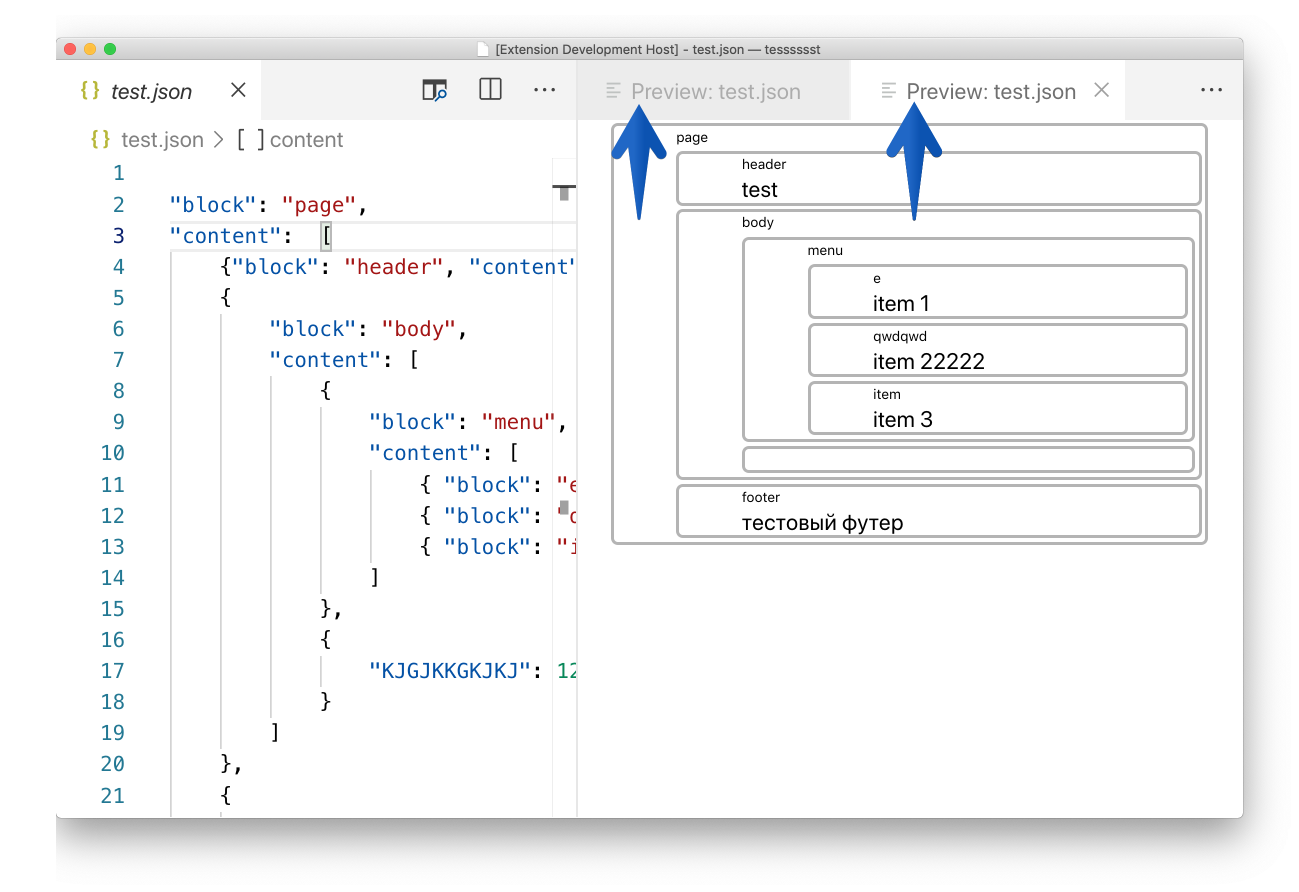 [Extension Development Host] - test.json — tesssssst
{ } test.json
Preview: test.json
Preview: test.json
{ } test.json > [ ] content
page
header
test
body
menu
e
item 1
qwdqwd
item 22222
item
item 3
footer
тестовый футер
1
2 "block": "page",
3 "content": [
4 {"block": "header", "content"
5 {
6 "block": "body",
7 "content": [
8 {
9 "block": "menu",
10 "content": [
11 { "block": "e
12 { "block": "
13 { "block": "i
14 ]
15 },
16 {
17 "KJGJKKGKJKJ": 12
18 }
19 ]
20 },
21 {